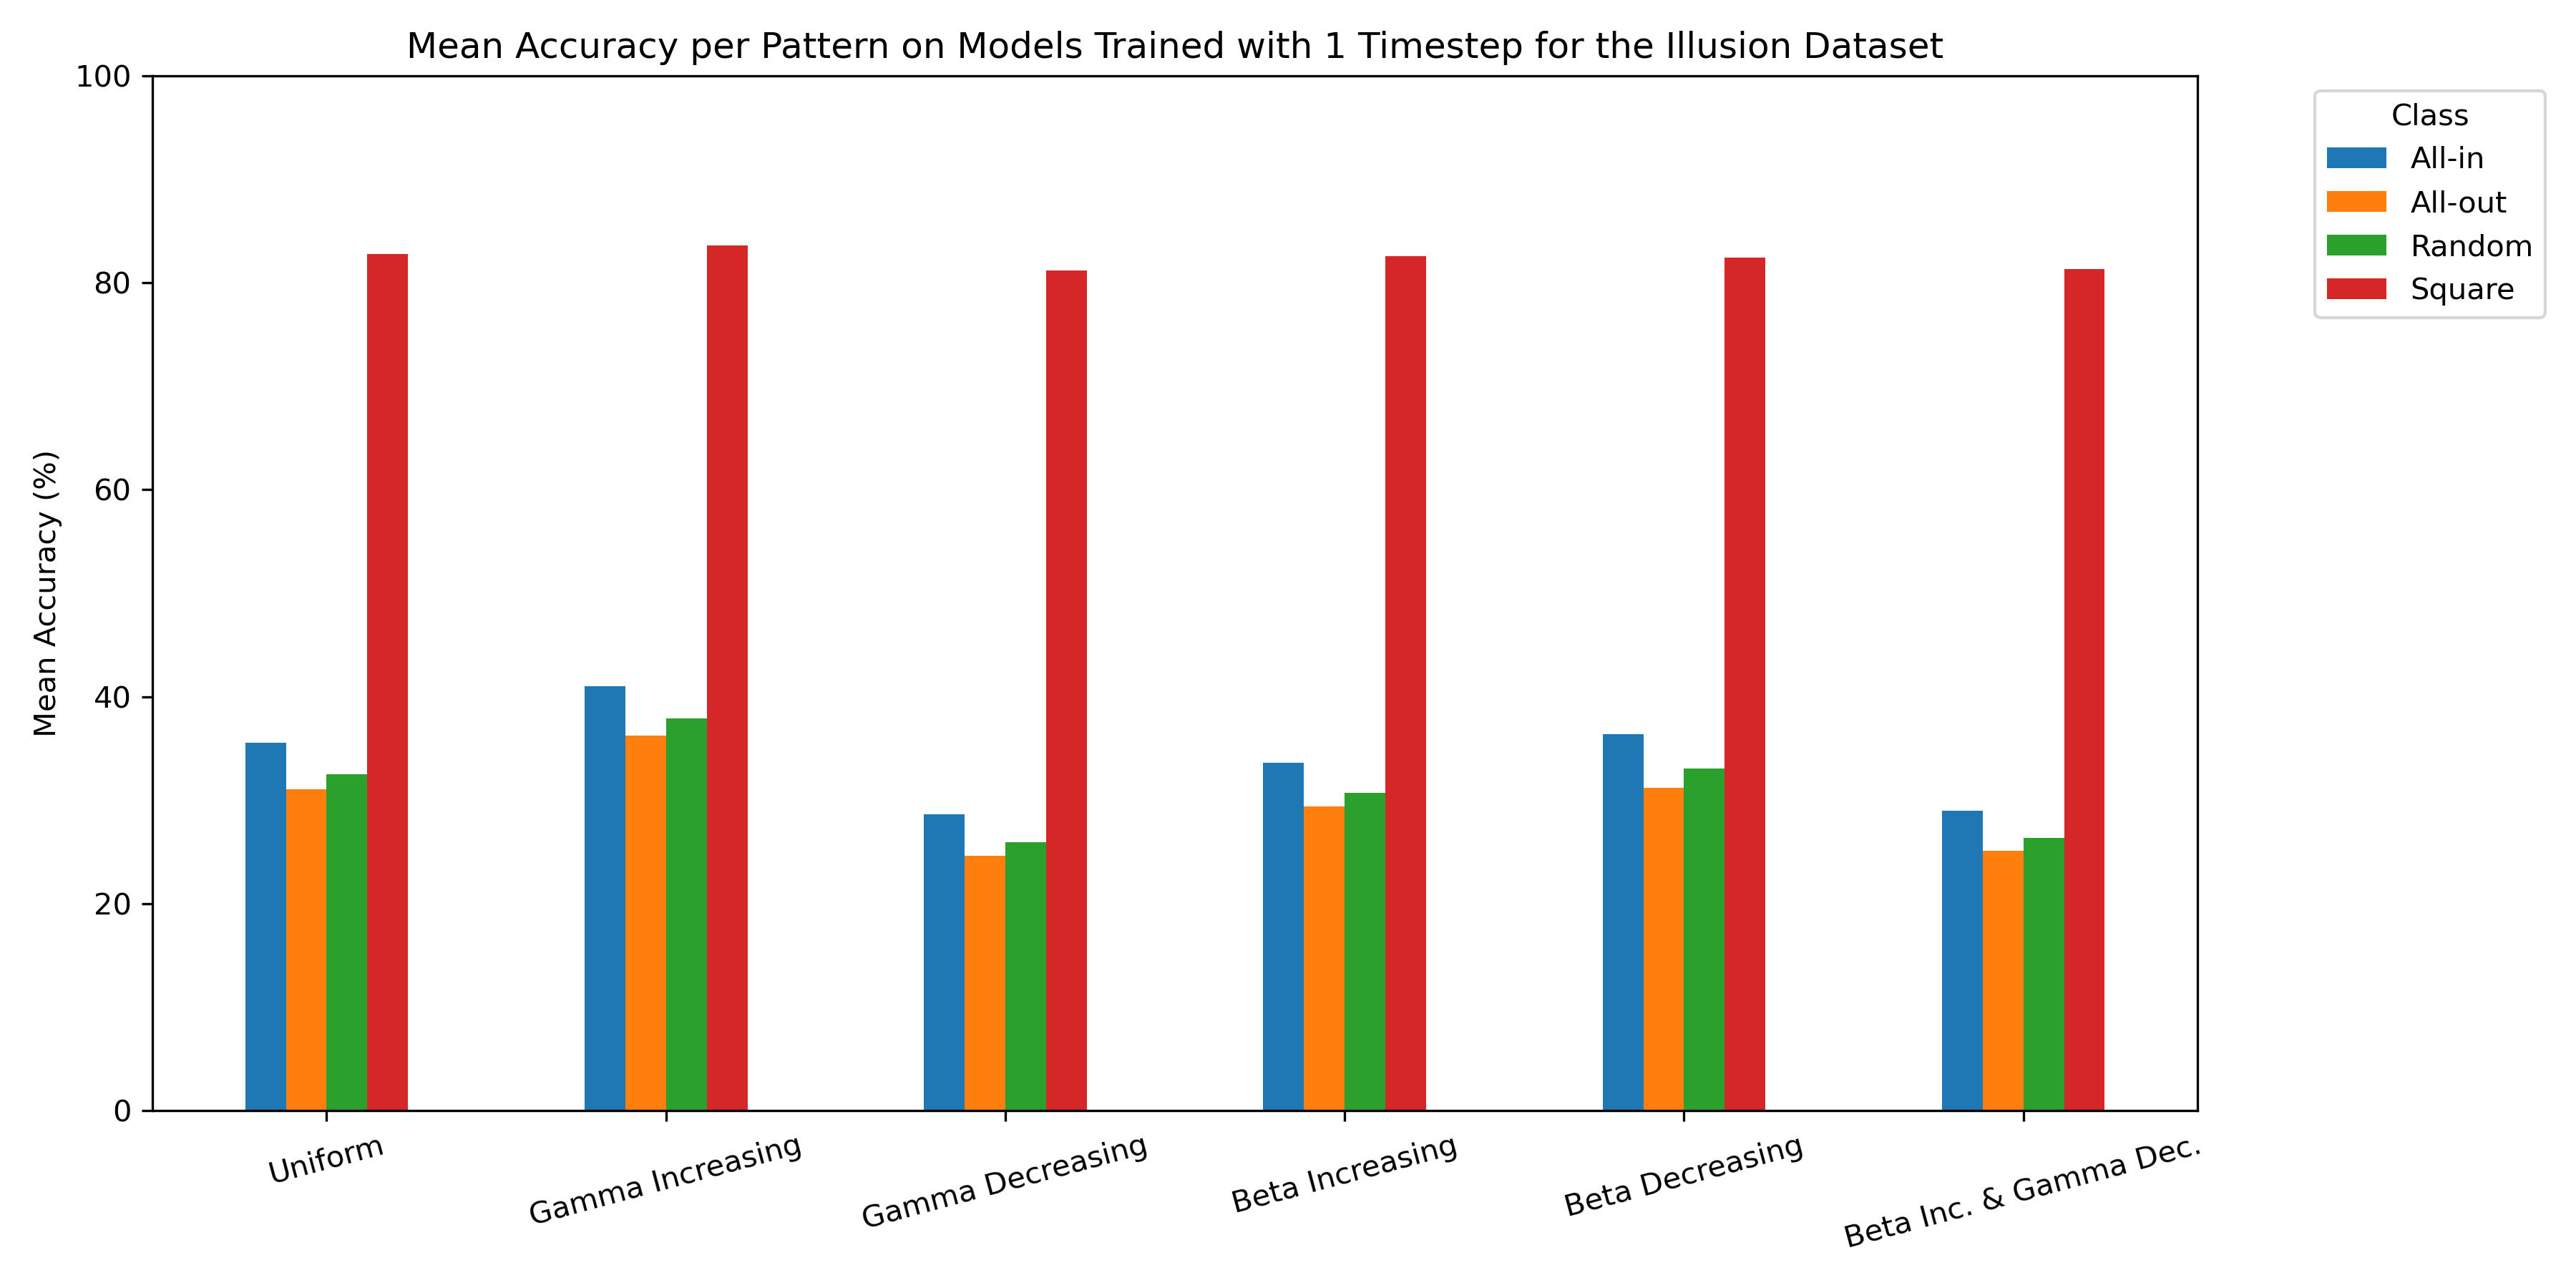 Mean Accuracy per Pattern on Models Trained with 1 Timestep for the Illusion Dataset
Mean Accuracy (%)
100
80
60
40
20
0
Uniform
Gamma Increasing
Gamma Decreasing
Beta Increasing
Beta Decreasing
Beta Inc. & Gamma Dec.
Class
All-in
All-out
Random
Square